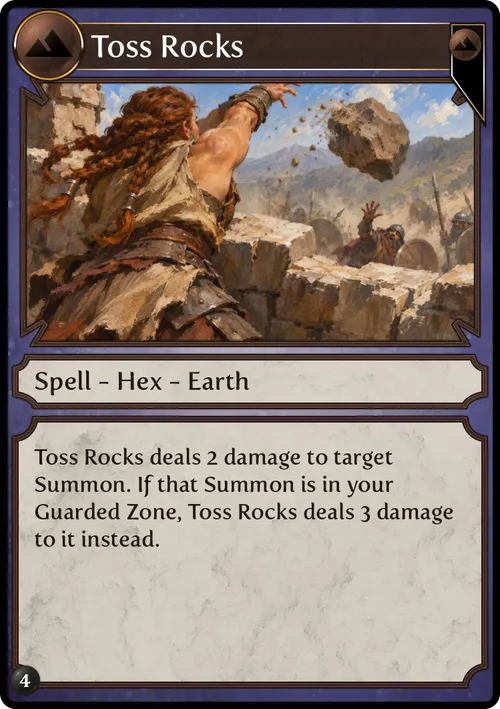 Toss Rocks
Spell - Hex - Earth
Toss Rocks deals 2 damage to target
Summon. If that Summon is in your
Guarded Zone, Toss Rocks deals 3 damage
to it instead.
4